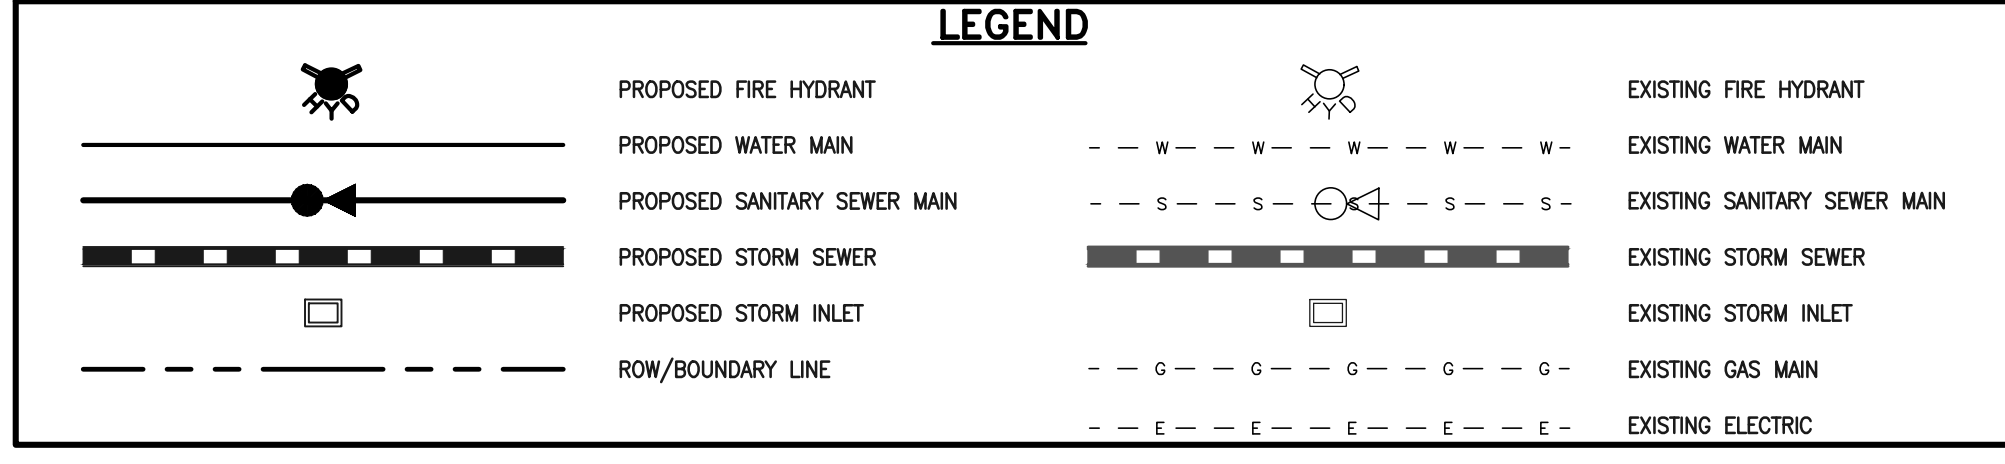 LEGEND
HYD PROPOSED FIRE HYDRANT
PROPOSED WATER MAIN
PROPOSED SANITARY SEWER MAIN
PROPOSED STORM SEWER
PROPOSED STORM INLET
ROW/BOUNDARY LINE
HYD EXISTING FIRE HYDRANT
W W W W W EXISTING WATER MAIN
S S S S S EXISTING SANITARY SEWER MAIN
EXISTING STORM SEWER
EXISTING STORM INLET
G G G G G EXISTING GAS MAIN
E E E E E EXISTING ELECTRIC